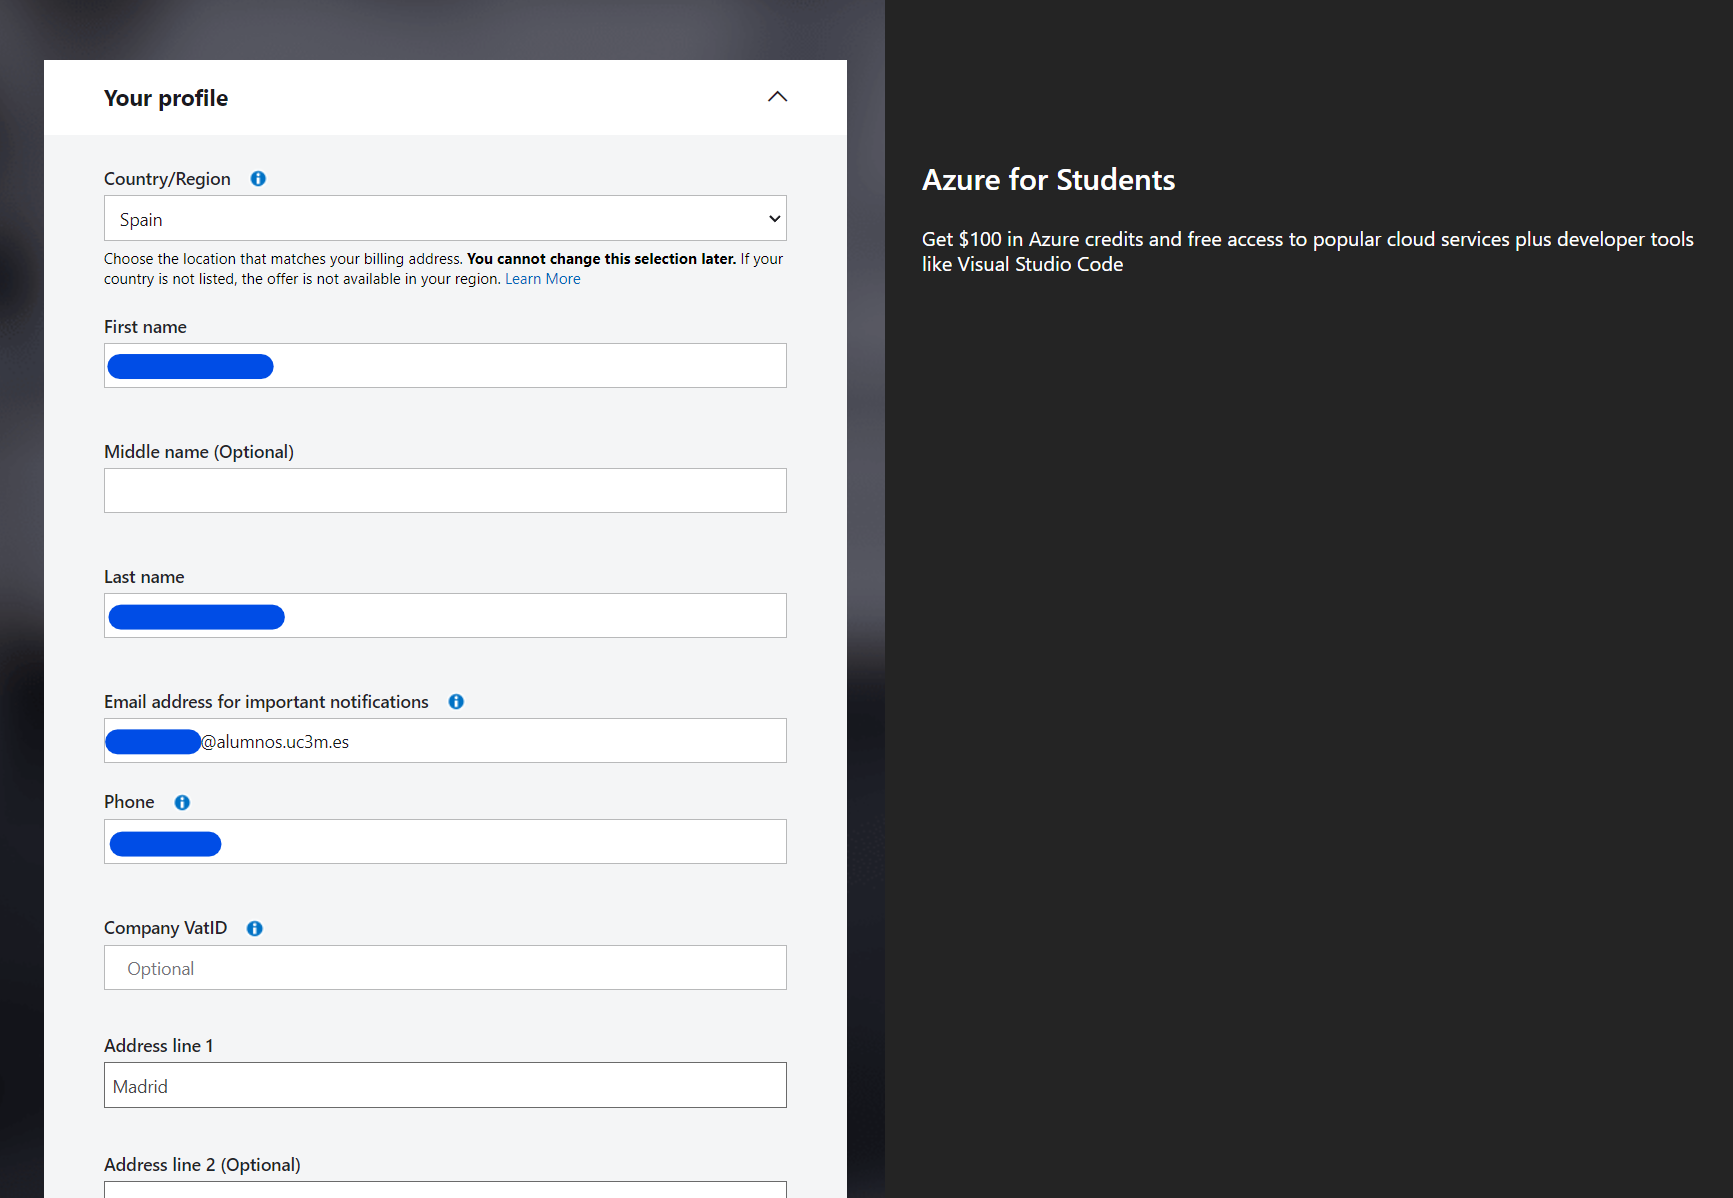 Your profile
Country/Region
Spain
Choose the location that matches your billing address. You cannot change this selection later. If your
country is not listed, the offer is not available in your region. Learn More
First name
Middle name (Optional)
Last name
Email address for important notifications
@alumnos.uc3m.es
Phone
Company VatID
Optional
Address line 1
Madrid
Address line 2 (Optional)
Azure for Students
Get $100 in Azure credits and free access to popular cloud services plus developer tools
like Visual Studio Code